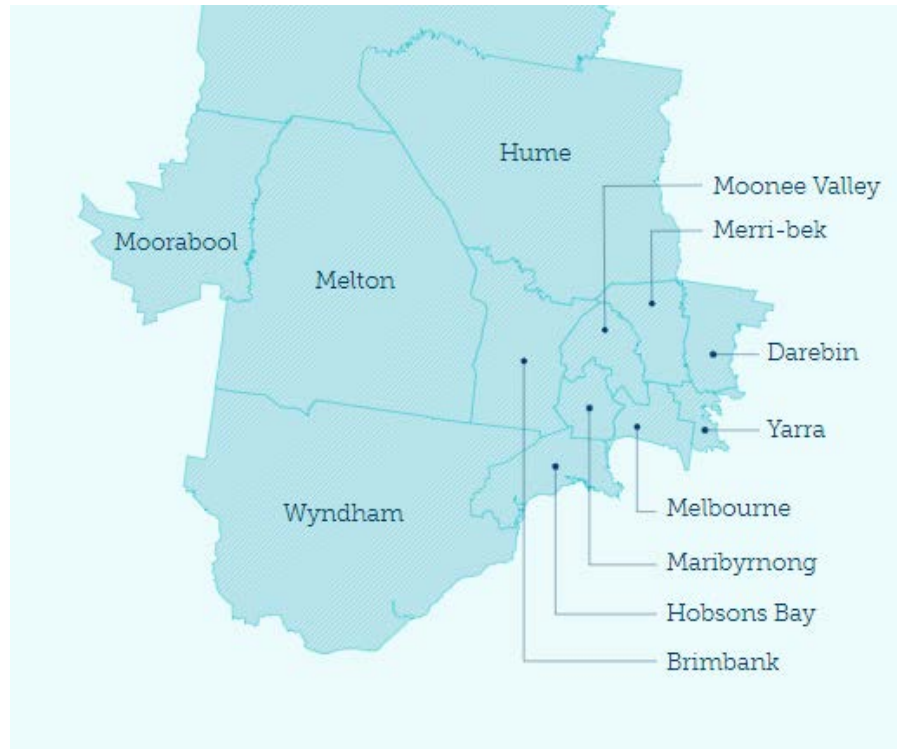 Hume
Moonee Valley
Merri-bek
Moorabool
Melton
Darebin
Yarra
Wyndham
Melbourne
Maribyrnong
Hobsons Bay
Brimbank